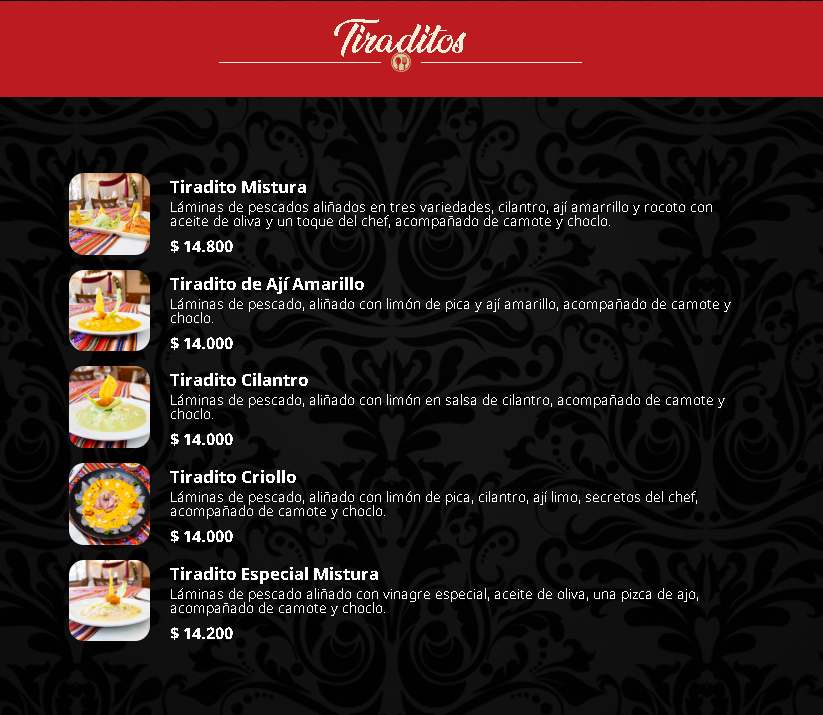 Tiraditos
Tiradito Mistura
Láminas de pescados aliñados en tres variedades, cilantro, ají amarrillo y rocoto con
aceite de oliva y un toque del chef, acompañado de camote y choclo.
$ 14.800
Tiradito de Ají Amarillo
Láminas de pescado, aliñado con limón de pica y ají amarillo, acompañado de camote y
choclo.
$ 14.000
Tiradito Cilantro
Láminas de pescado, aliñado con limón en salsa de cilantro, acompañado de camote y
choclo.
$ 14.000
Tiradito Criollo
Láminas de pescado, aliñado con limón de pica, cilantro, ají limo, secretos del chef,
acompañado de camote y choclo.
$ 14.000
Tiradito Especial Mistura
Láminas de pescado aliñado con vinagre especial, aceite de oliva, una pizca de ajo,
acompañado de camote y choclo.
$ 14.200